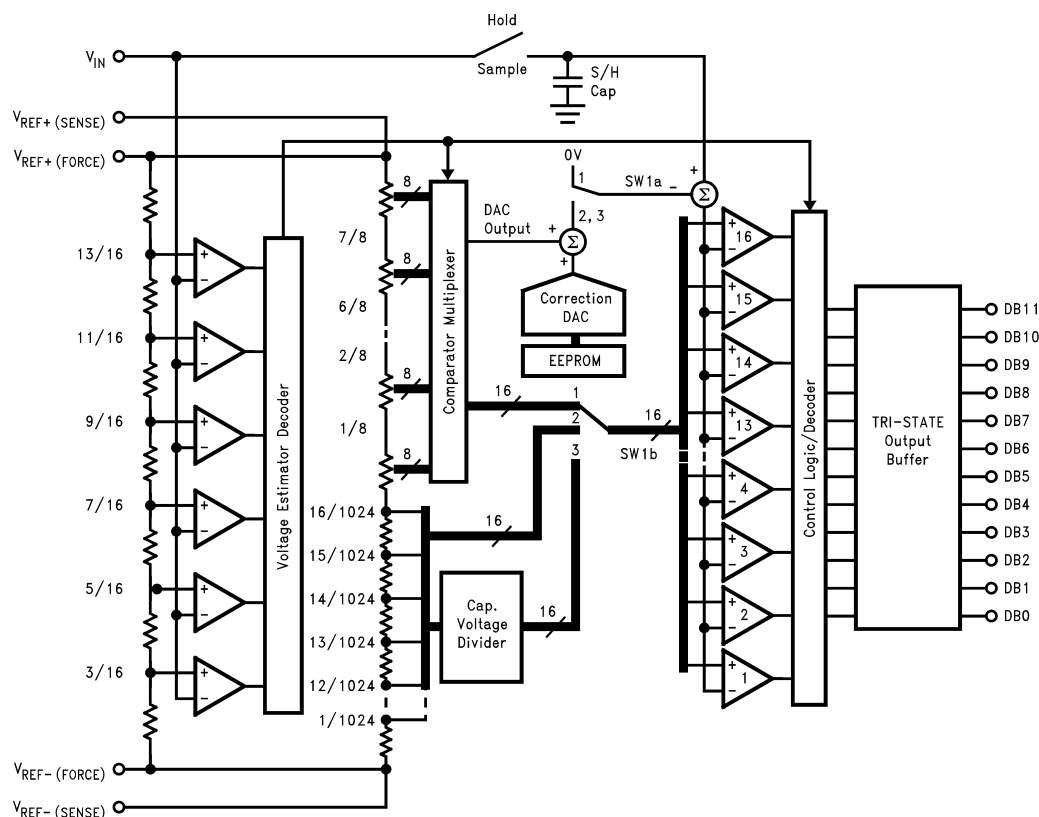 Hold
V_IN
Sample
S/H
Cap
V_REF+ (SENSE)
V_REF+ (FORCE)
0V
1
SW1a
+
−
Σ
2, 3
DAC
Output
+
Σ
+
Correction
DAC
EEPROM
8
7/8
8
6/8
2/8
8
1/8
8
Comparator Multiplexer
13/16
+
−
11/16
+
−
9/16
+
−
7/16
+
−
5/16
+
−
3/16
+
−
Voltage Estimator Decoder
16/1024
15/1024
14/1024
13/1024
12/1024
1/1024
16
1
2
3
SW1b
16
16
Cap.
Voltage
Divider
16
+
−
16
+
−
15
+
−
14
+
−
13
+
−
4
+
−
3
+
−
2
+
−
1
Control Logic/Decoder
TRI-STATE
Output
Buffer
DB11
DB10
DB9
DB8
DB7
DB6
DB5
DB4
DB3
DB2
DB1
DB0
V_REF− (FORCE)
V_REF− (SENSE)